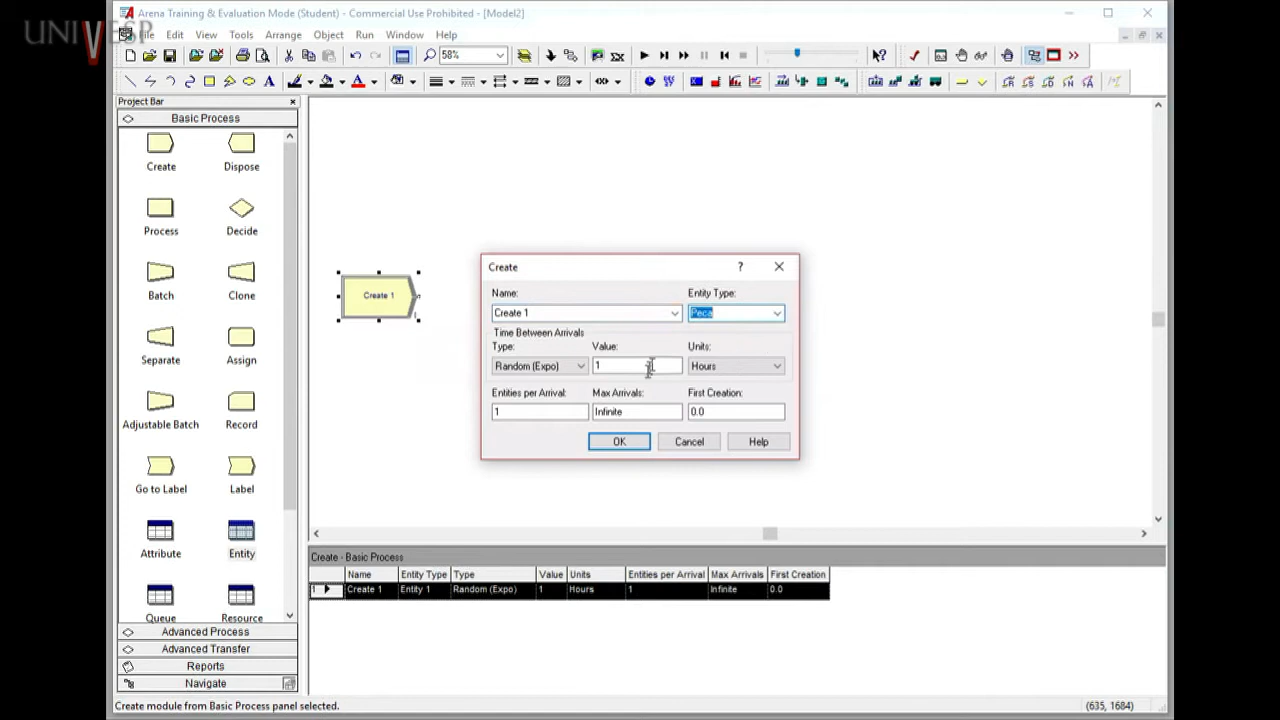 Arena Training & Evaluation Mode (Student) - Commercial Use Prohibited - [Model2]
UNIVESP
File Edit View Tools Arrange Object Run Window Help
58%
Project Bar
Basic Process
Create Dispose
Process Decide
Batch Clone
Separate Assign
Adjustable Batch Record
Go to Label Label
Attribute Entity
Queue Resource
Advanced Process
Advanced Transfer
Reports
Navigate
Create 1
Create
Name: Entity Type:
Create 1 Peca
Time Between Arrivals
Type: Value: Units:
Random (Expo) 1 Hours
Entities per Arrival: Max Arrivals: First Creation:
1 Infinite 0.0
OK Cancel Help
Create - Basic Process
Name Entity Type Type Value Units Entities per Arrival Max Arrivals First Creation
1 Create 1 Entity 1 Random (Expo) 1 Hours 1 Infinite 0.0
Create module from Basic Process panel selected.
(635, 1684)